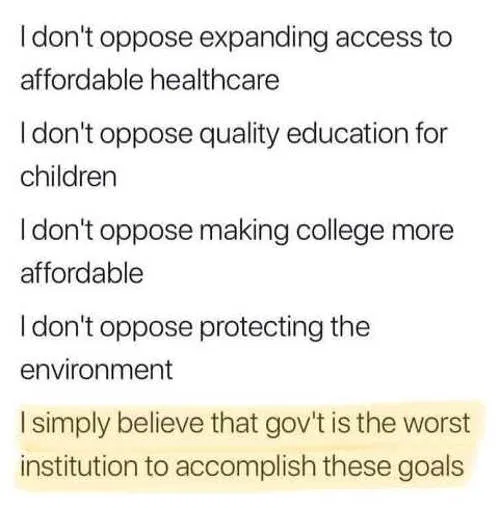 I don't oppose expanding access to
affordable healthcare
I don't oppose quality education for
children
I don't oppose making college more
affordable
I don't oppose protecting the
environment
I simply believe that gov't is the worst
institution to accomplish these goals